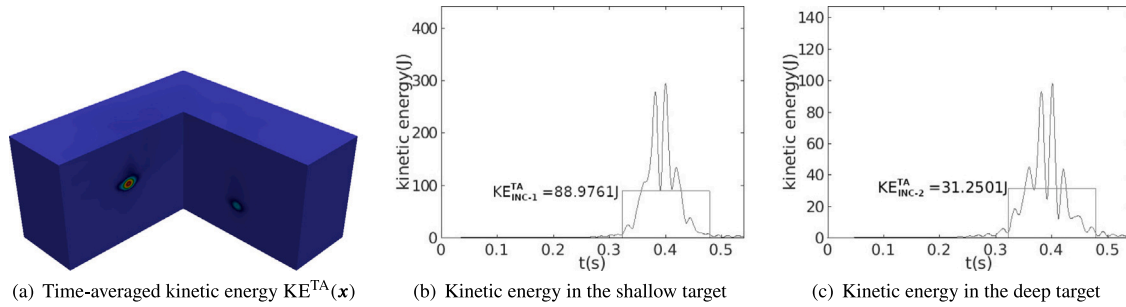 kinetic energy(J)
400
300
200
100
0
KE^TA_INC-1 =88.9761J
0 0.1 0.2 0.3 0.4 0.5
t(s)
kinetic energy(J)
140
120
100
80
60
40
20
0
KE^TA_INC-2 =31.2501J
0 0.1 0.2 0.3 0.4 0.5
t(s)
(a) Time-averaged kinetic energy KE^TA(x)
(b) Kinetic energy in the shallow target
(c) Kinetic energy in the deep target